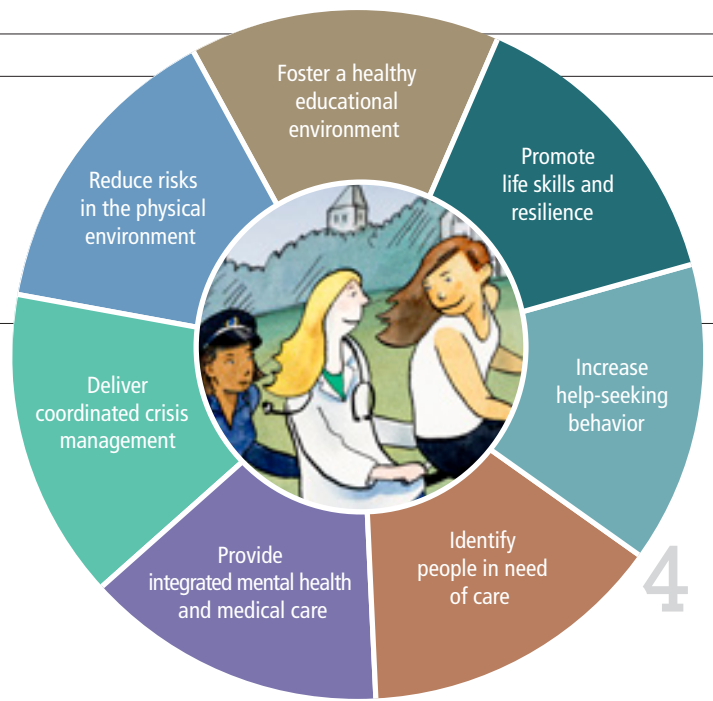 Foster a healthy
educational
environment
Promote
life skills and
resilience
Increase
help-seeking
behavior
Identify
people in need
of care
Provide
integrated mental health
and medical care
Deliver
coordinated crisis
management
Reduce risks
in the physical
environment
4